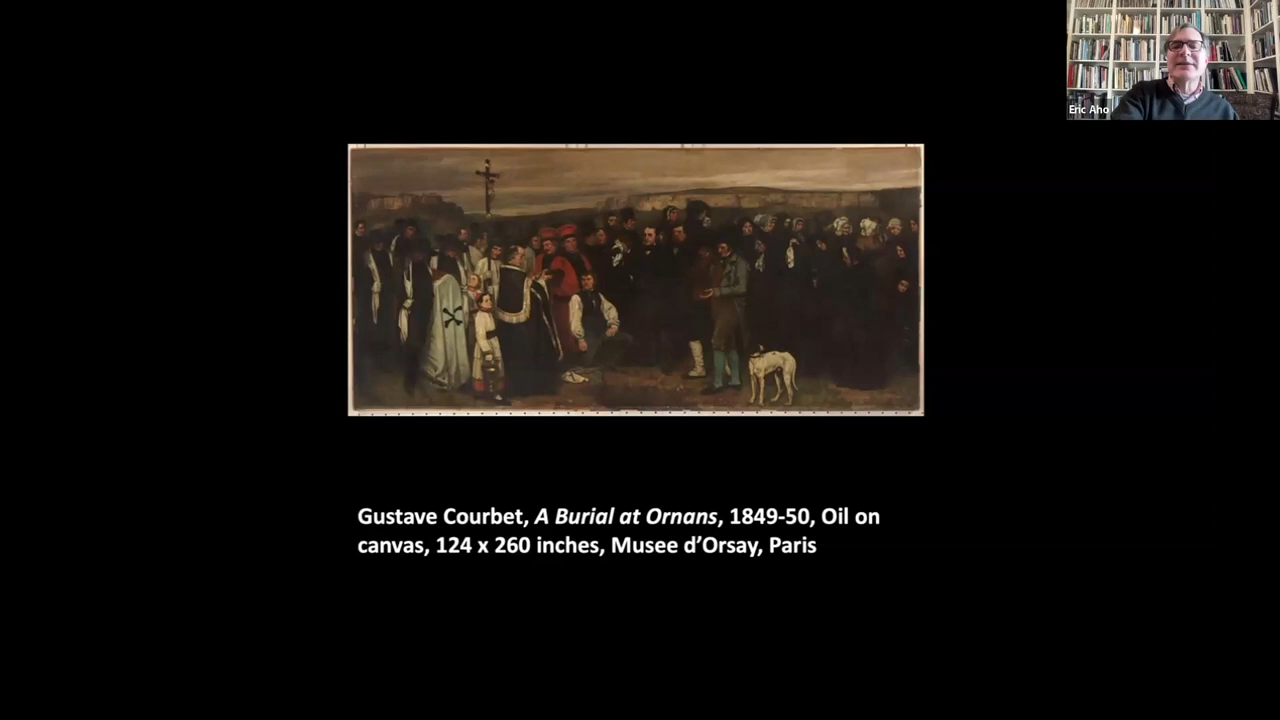 Eric Aho
Gustave Courbet, A Burial at Ornans, 1849-50, Oil on
canvas, 124 x 260 inches, Musee d’Orsay, Paris